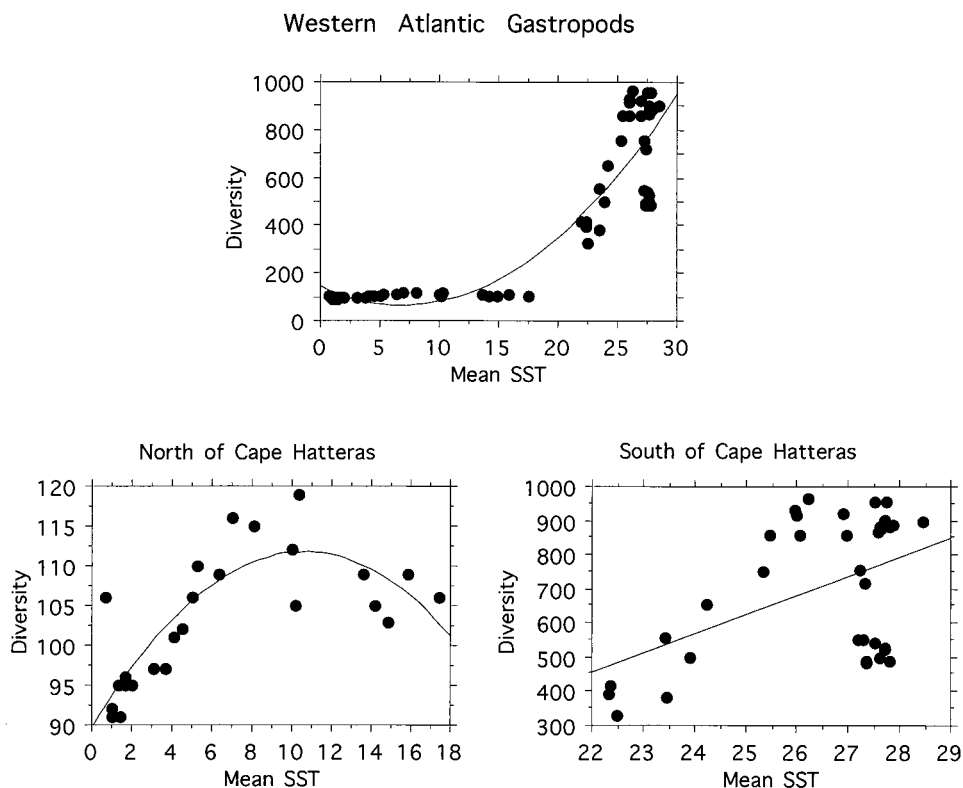 Western Atlantic Gastropods
1000
800
600
400
200
0
Diversity
0 5 10 15 20 25 30
Mean SST
North of Cape Hatteras
120
115
110
105
100
95
90
Diversity
0 2 4 6 8 10 12 14 16 18
Mean SST
South of Cape Hatteras
1000
900
800
700
600
500
400
300
Diversity
22 23 24 25 26 27 28 29
Mean SST